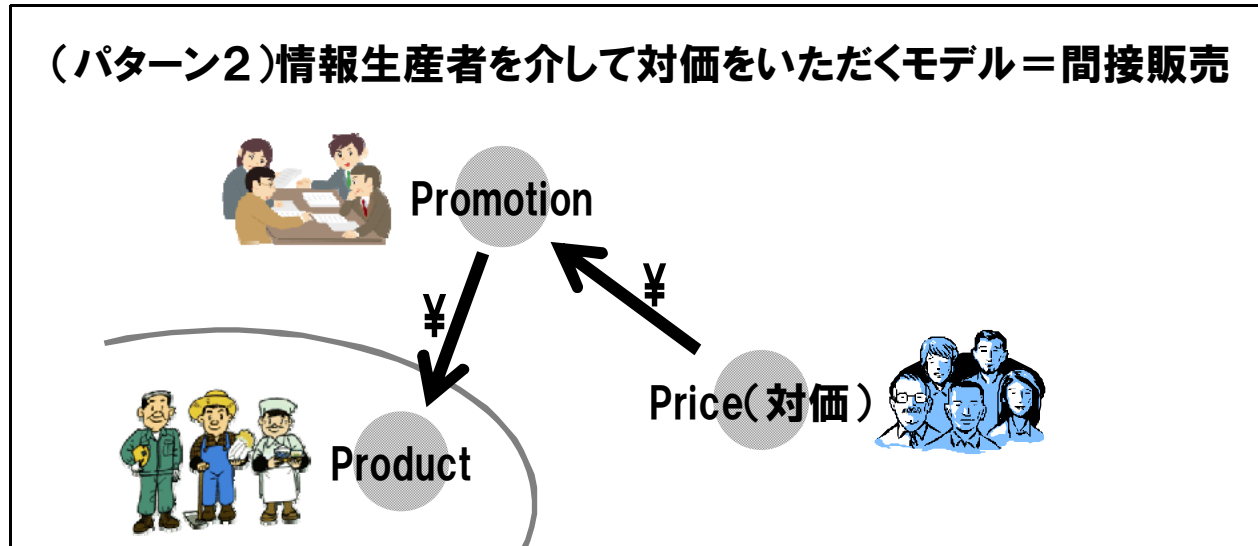 （パターン２）情報生産者を介して対価をいただくモデル＝間接販売
Promotion
¥
¥
Price（対価）
Product